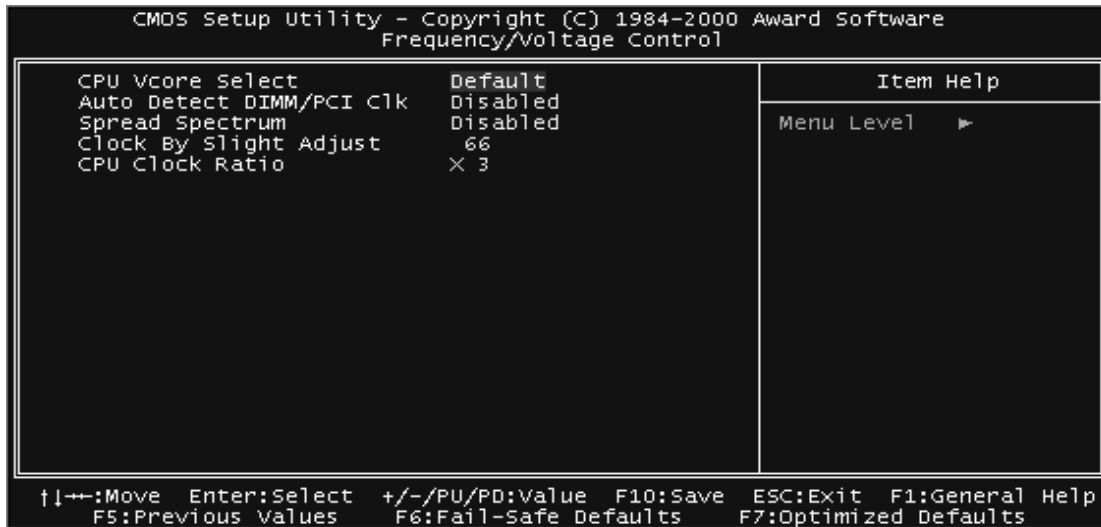 CMOS Setup Utility – Copyright (C) 1984–2000 Award Software
Frequency/Voltage Control
CPU Vcore Select Default
Auto Detect DIMM/PCI Clk Disabled
Spread Spectrum Disabled
Clock By Slight Adjust 66
CPU Clock Ratio X 3
Item Help
Menu Level ►
↑↓→←:Move Enter:Select +/-/PU/PD:Value F10:Save ESC:Exit F1:General Help
F5:Previous Values F6:Fail-Safe Defaults F7:Optimized Defaults